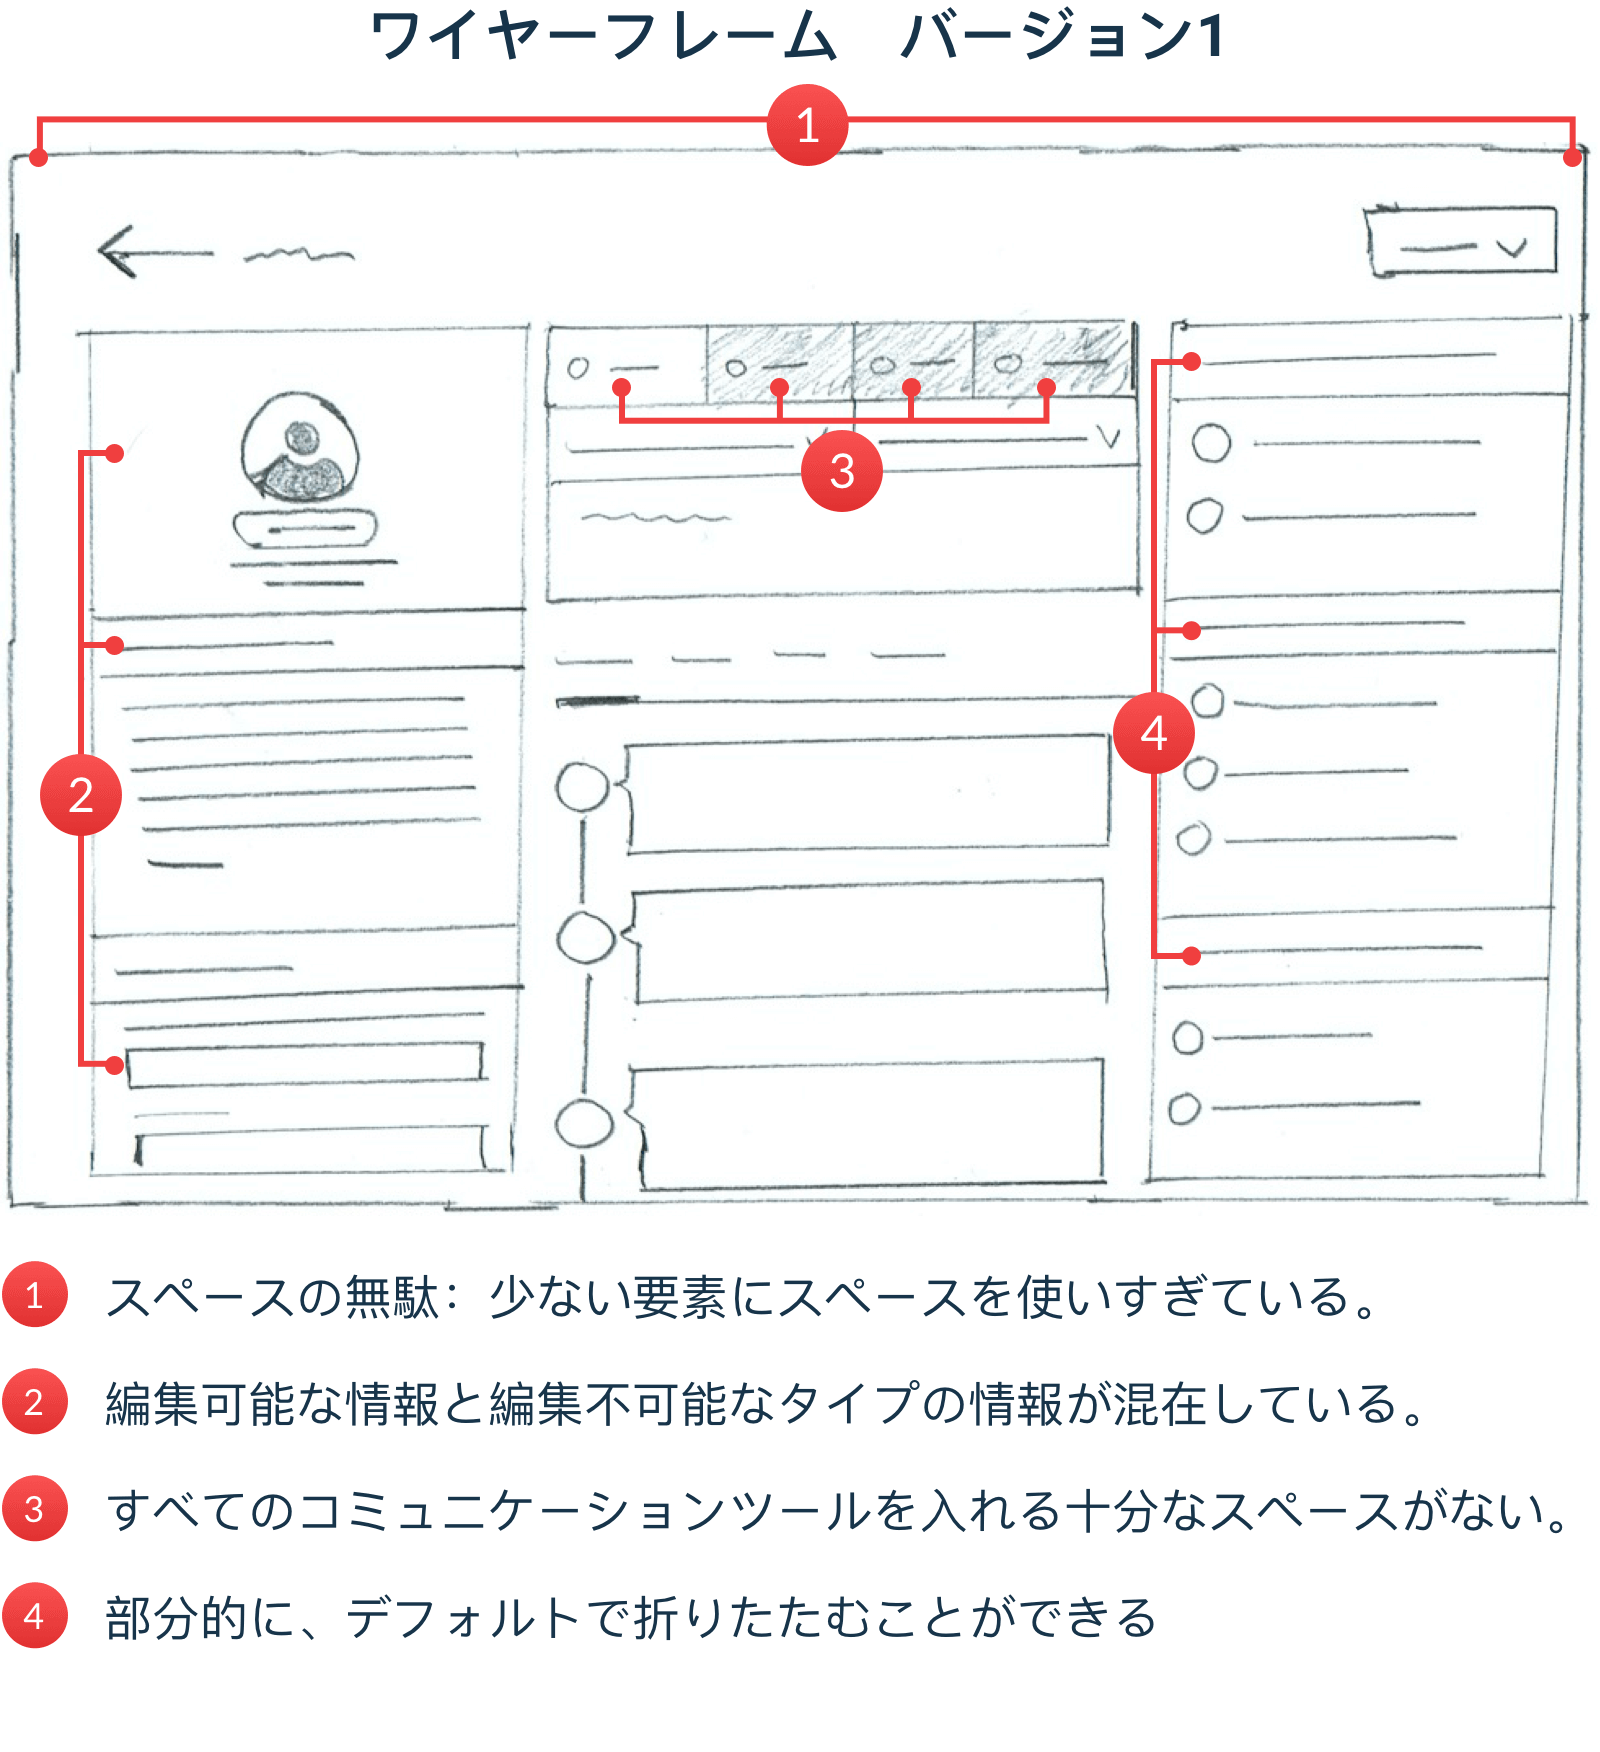 ワイヤーフレーム　バージョン1
1
3
4
2
1 スペースの無駄：少ない要素にスペースを使いすぎている。
2 編集可能な情報と編集不可能なタイプの情報が混在している。
3 すべてのコミュニケーションツールを入れる十分なスペースがない。
4 部分的に、デフォルトで折りたたむことができる